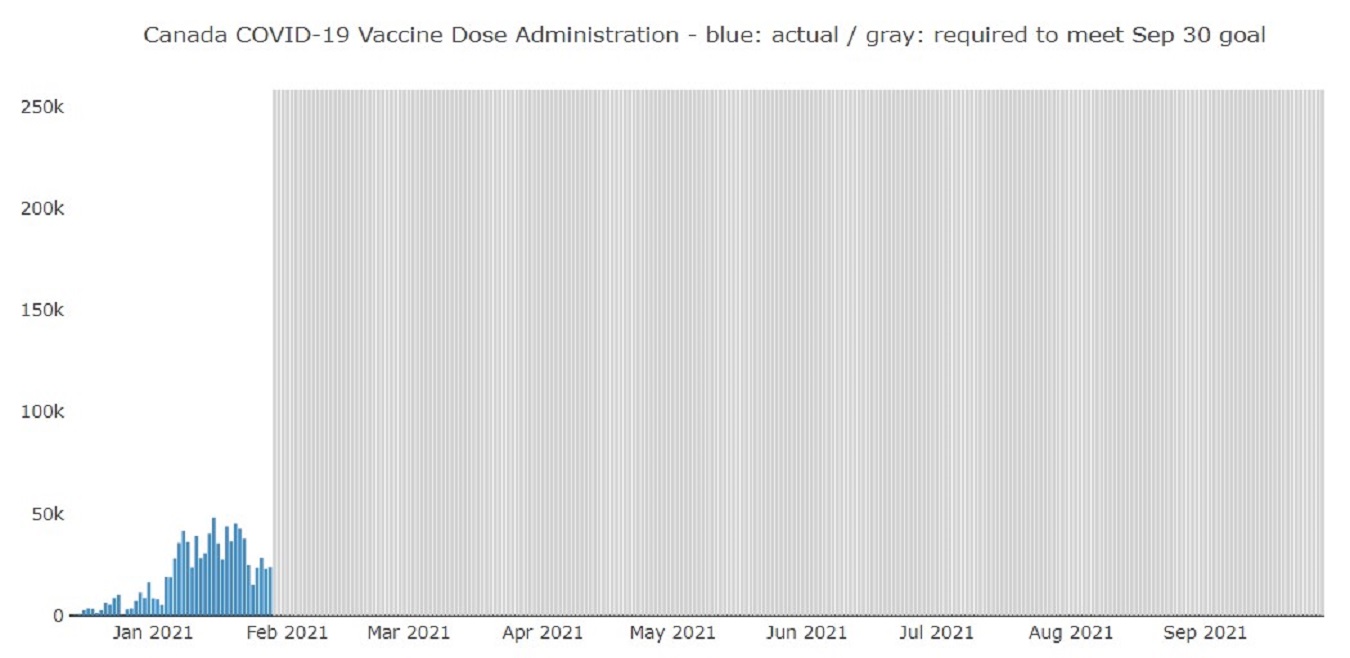 Canada COVID-19 Vaccine Dose Administration - blue: actual / gray: required to meet Sep 30 goal
250k
200k
150k
100k
50k
0
Jan 2021 Feb 2021 Mar 2021 Apr 2021 May 2021 Jun 2021 Jul 2021 Aug 2021 Sep 2021